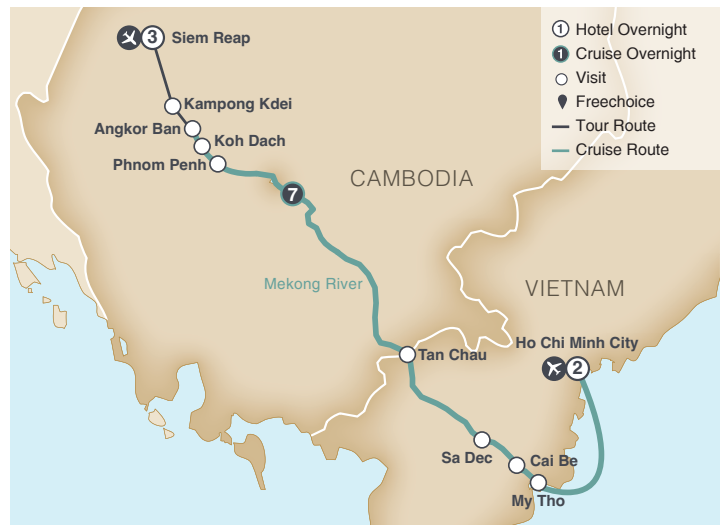 1 Hotel Overnight
1 Cruise Overnight
Visit
Freechoice
Tour Route
Cruise Route
3 Siem Reap
Kampong Kdei
Angkor Ban
Koh Dach
Phnom Penh
7
CAMBODIA
Mekong River
VIETNAM
Ho Chi Minh City
2
Tan Chau
Sa Dec
Cai Be
My Tho